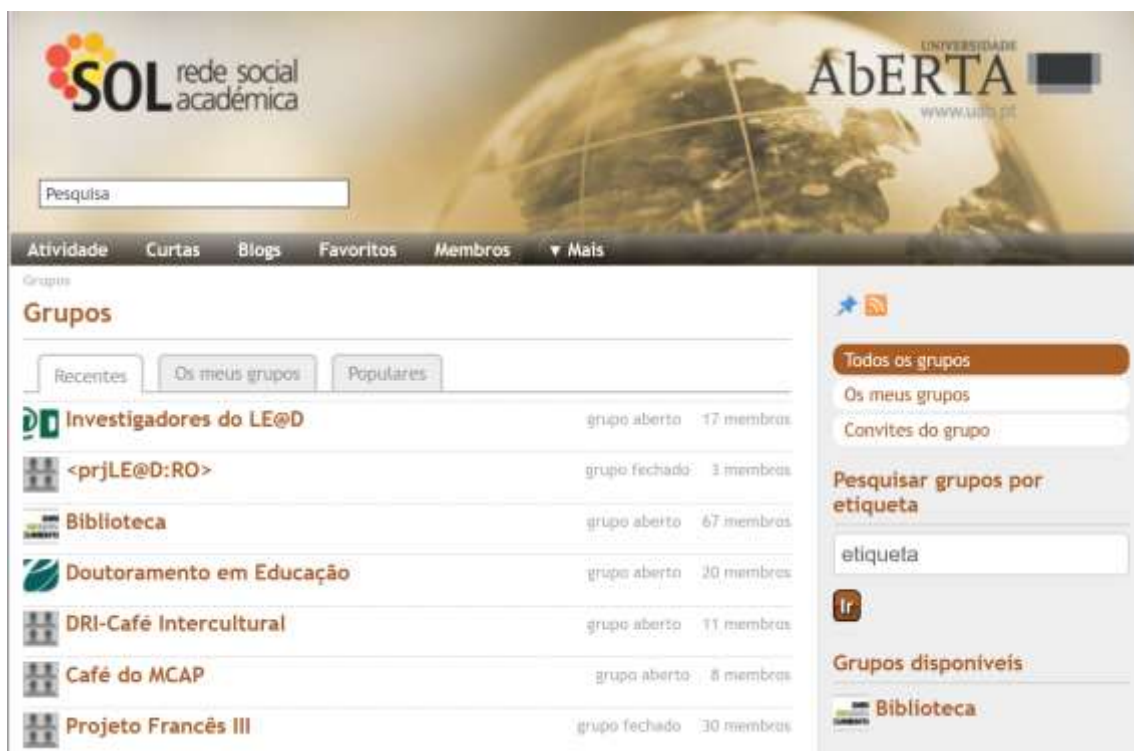 SOL rede social
académica
UNIVERSIDADE
AbERTA
www.uab.pt
Pesquisa
Atividade Curtas Blogs Favoritos Membros ▼ Mais
Grupos
Grupos
Recentes Os meus grupos Populares
Investigadores do LE@D grupo aberto 17 membros
<prjLE@D:RO> grupo fechado 3 membros
Biblioteca grupo aberto 67 membros
Doutoramento em Educação grupo aberto 20 membros
DRI-Café Intercultural grupo aberto 11 membros
Café do MCAP grupo aberto 8 membros
Projeto Francês III grupo fechado 30 membros
Todos os grupos
Os meus grupos
Convites do grupo
Pesquisar grupos por
etiqueta
etiqueta
Ir
Grupos disponíveis
Biblioteca